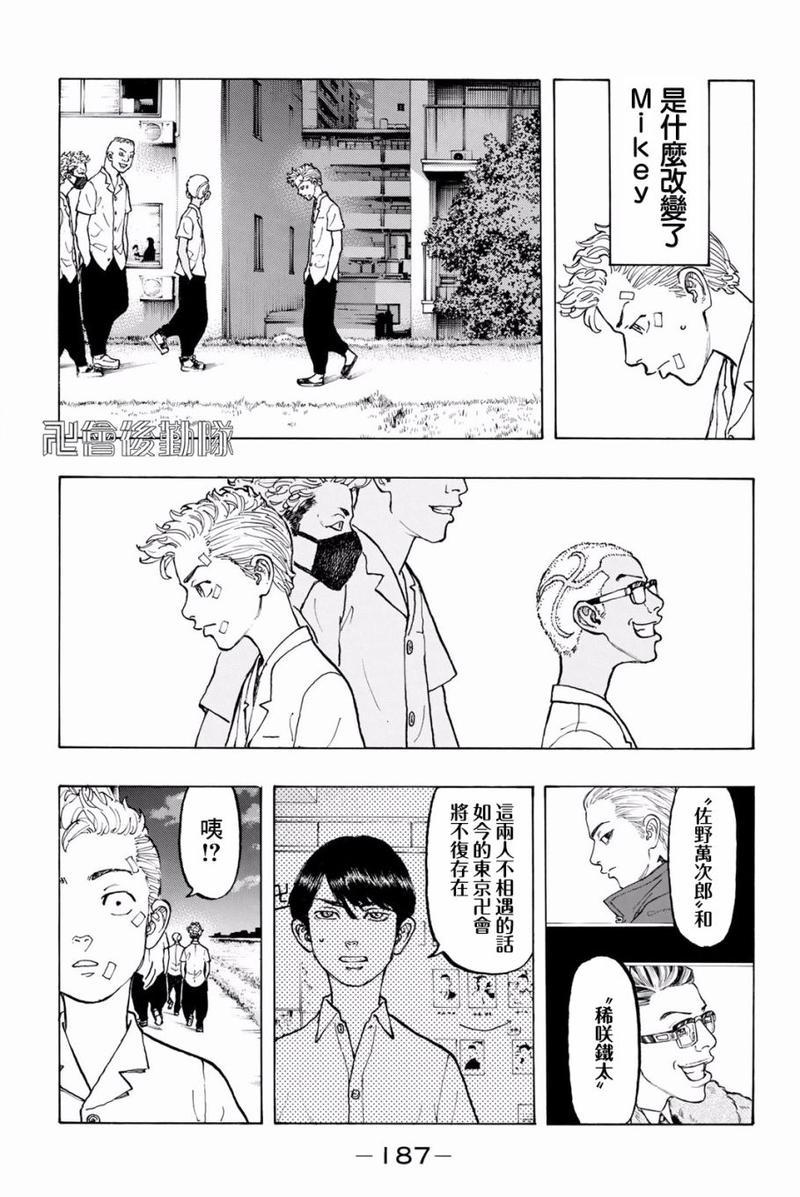 是什麼改變了
Mikey
卍會後勤隊
“佐野萬次郎”和
“稀咲鐵太”
這兩人不相遇的話
如今的東京卍會
將不復存在
咦!?
—187—